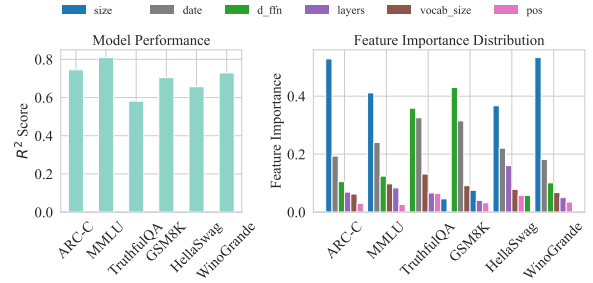 size date d_ffn layers vocab_size pos
Model Performance
R² Score
0.8
0.6
0.4
0.2
0.0
ARC-C MMLU TruthfulQA GSM8K HellaSwag WinoGrande
Feature Importance Distribution
Feature Importance
0.4
0.2
0.0
ARC-C MMLU TruthfulQA GSM8K HellaSwag WinoGrande